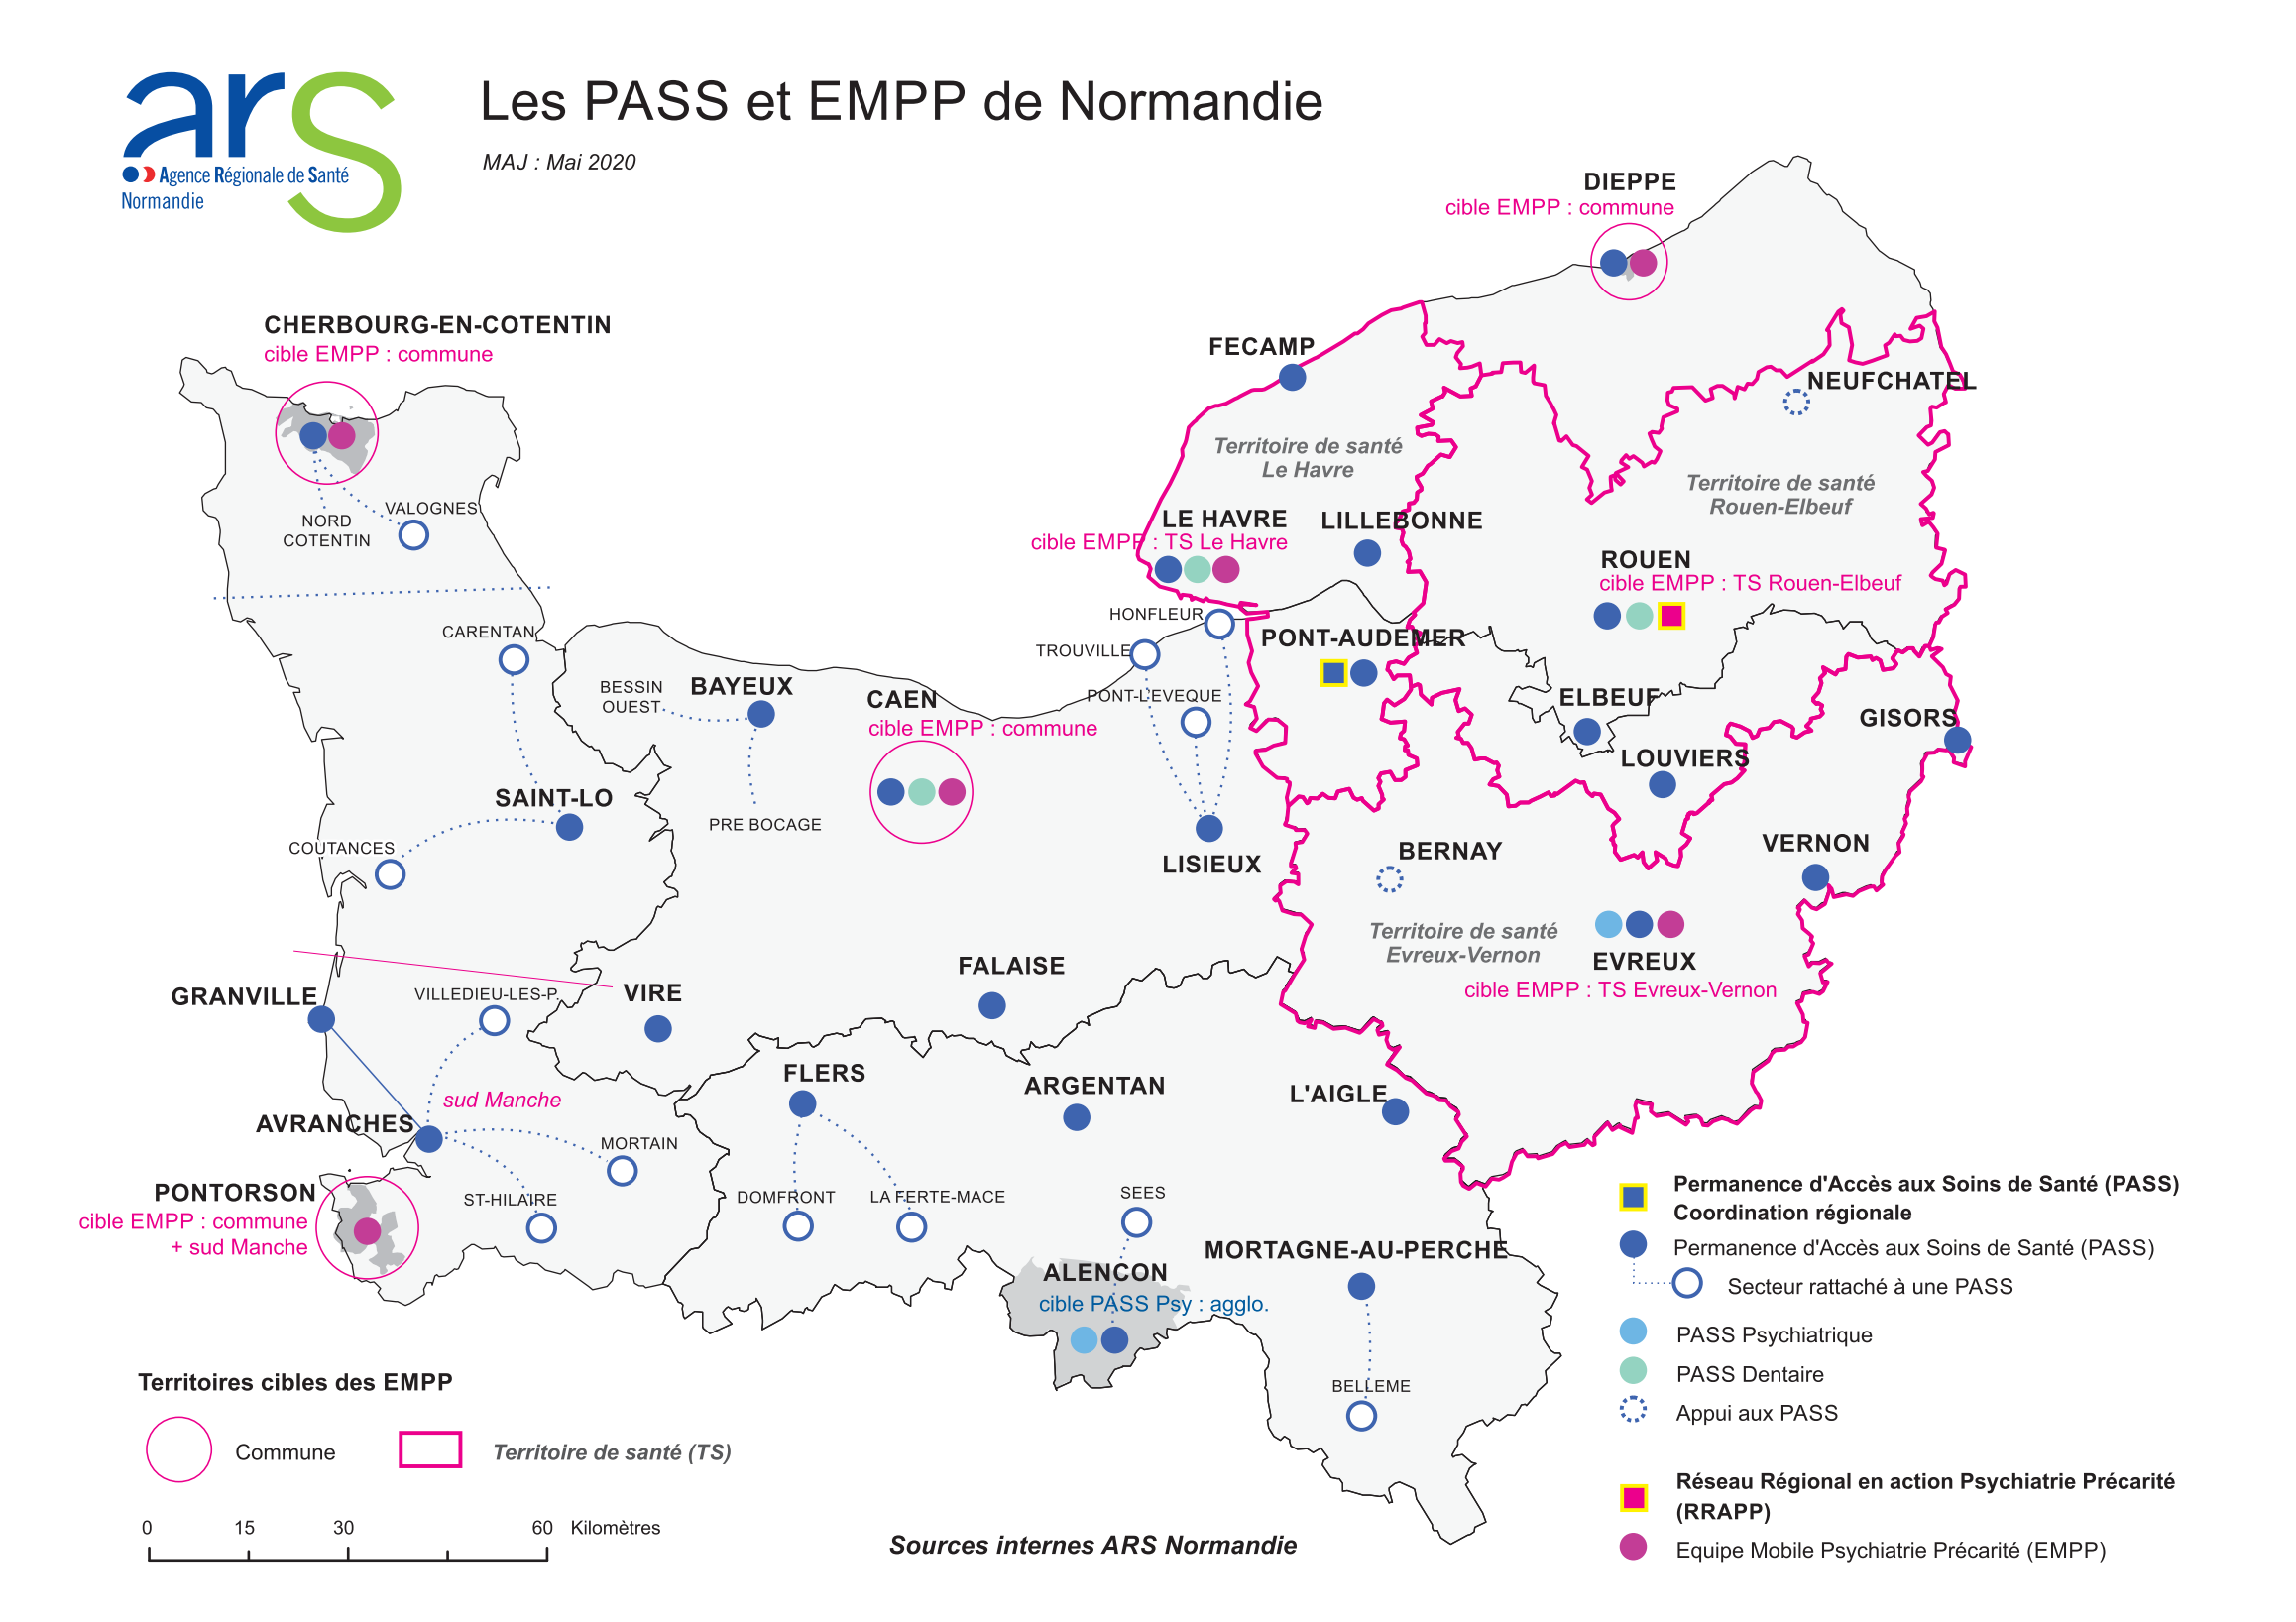 ars
Agence Régionale de Santé
Normandie
Les PASS et EMPP de Normandie
MAJ : Mai 2020
DIEPPE
cible EMPP : commune
CHERBOURG-EN-COTENTIN
cible EMPP : commune
FECAMP
NEUFCHATEL
Territoire de santé
Le Havre
Territoire de santé
Rouen-Elbeuf
VALOGNES
NORD
COTENTIN
LE HAVRE
cible EMPP : TS Le Havre
LILLEBONNE
ROUEN
cible EMPP : TS Rouen-Elbeuf
HONFLEUR
CARENTAN
TROUVILLE
PONT-AUDEMER
BESSIN
OUEST
BAYEUX
CAEN
cible EMPP : commune
PONT-L'EVEQUE
ELBEUF
GISORS
LOUVIERS
SAINT-LO
PRE BOCAGE
COUTANCES
LISIEUX
BERNAY
VERNON
Territoire de santé
Evreux-Vernon
EVREUX
cible EMPP : TS Evreux-Vernon
FALAISE
GRANVILLE
VILLEDIEU-LES-P.
VIRE
FLERS
ARGENTAN
L'AIGLE
sud Manche
AVRANCHES
MORTAIN
PONTORSON
cible EMPP : commune
+ sud Manche
ST-HILAIRE
DOMFRONT
LA FERTE-MACE
SEES
MORTAGNE-AU-PERCHE
ALENCON
cible PASS Psy : agglo.
BELLEME
Permanence d'Accès aux Soins de Santé (PASS)
Coordination régionale
Permanence d'Accès aux Soins de Santé (PASS)
Secteur rattaché à une PASS
PASS Psychiatrique
PASS Dentaire
Appui aux PASS
Réseau Régional en action Psychiatrie Précarité
(RRAPP)
Equipe Mobile Psychiatrie Précarité (EMPP)
Territoires cibles des EMPP
Commune
Territoire de santé (TS)
0 15 30 60 Kilomètres
Sources internes ARS Normandie